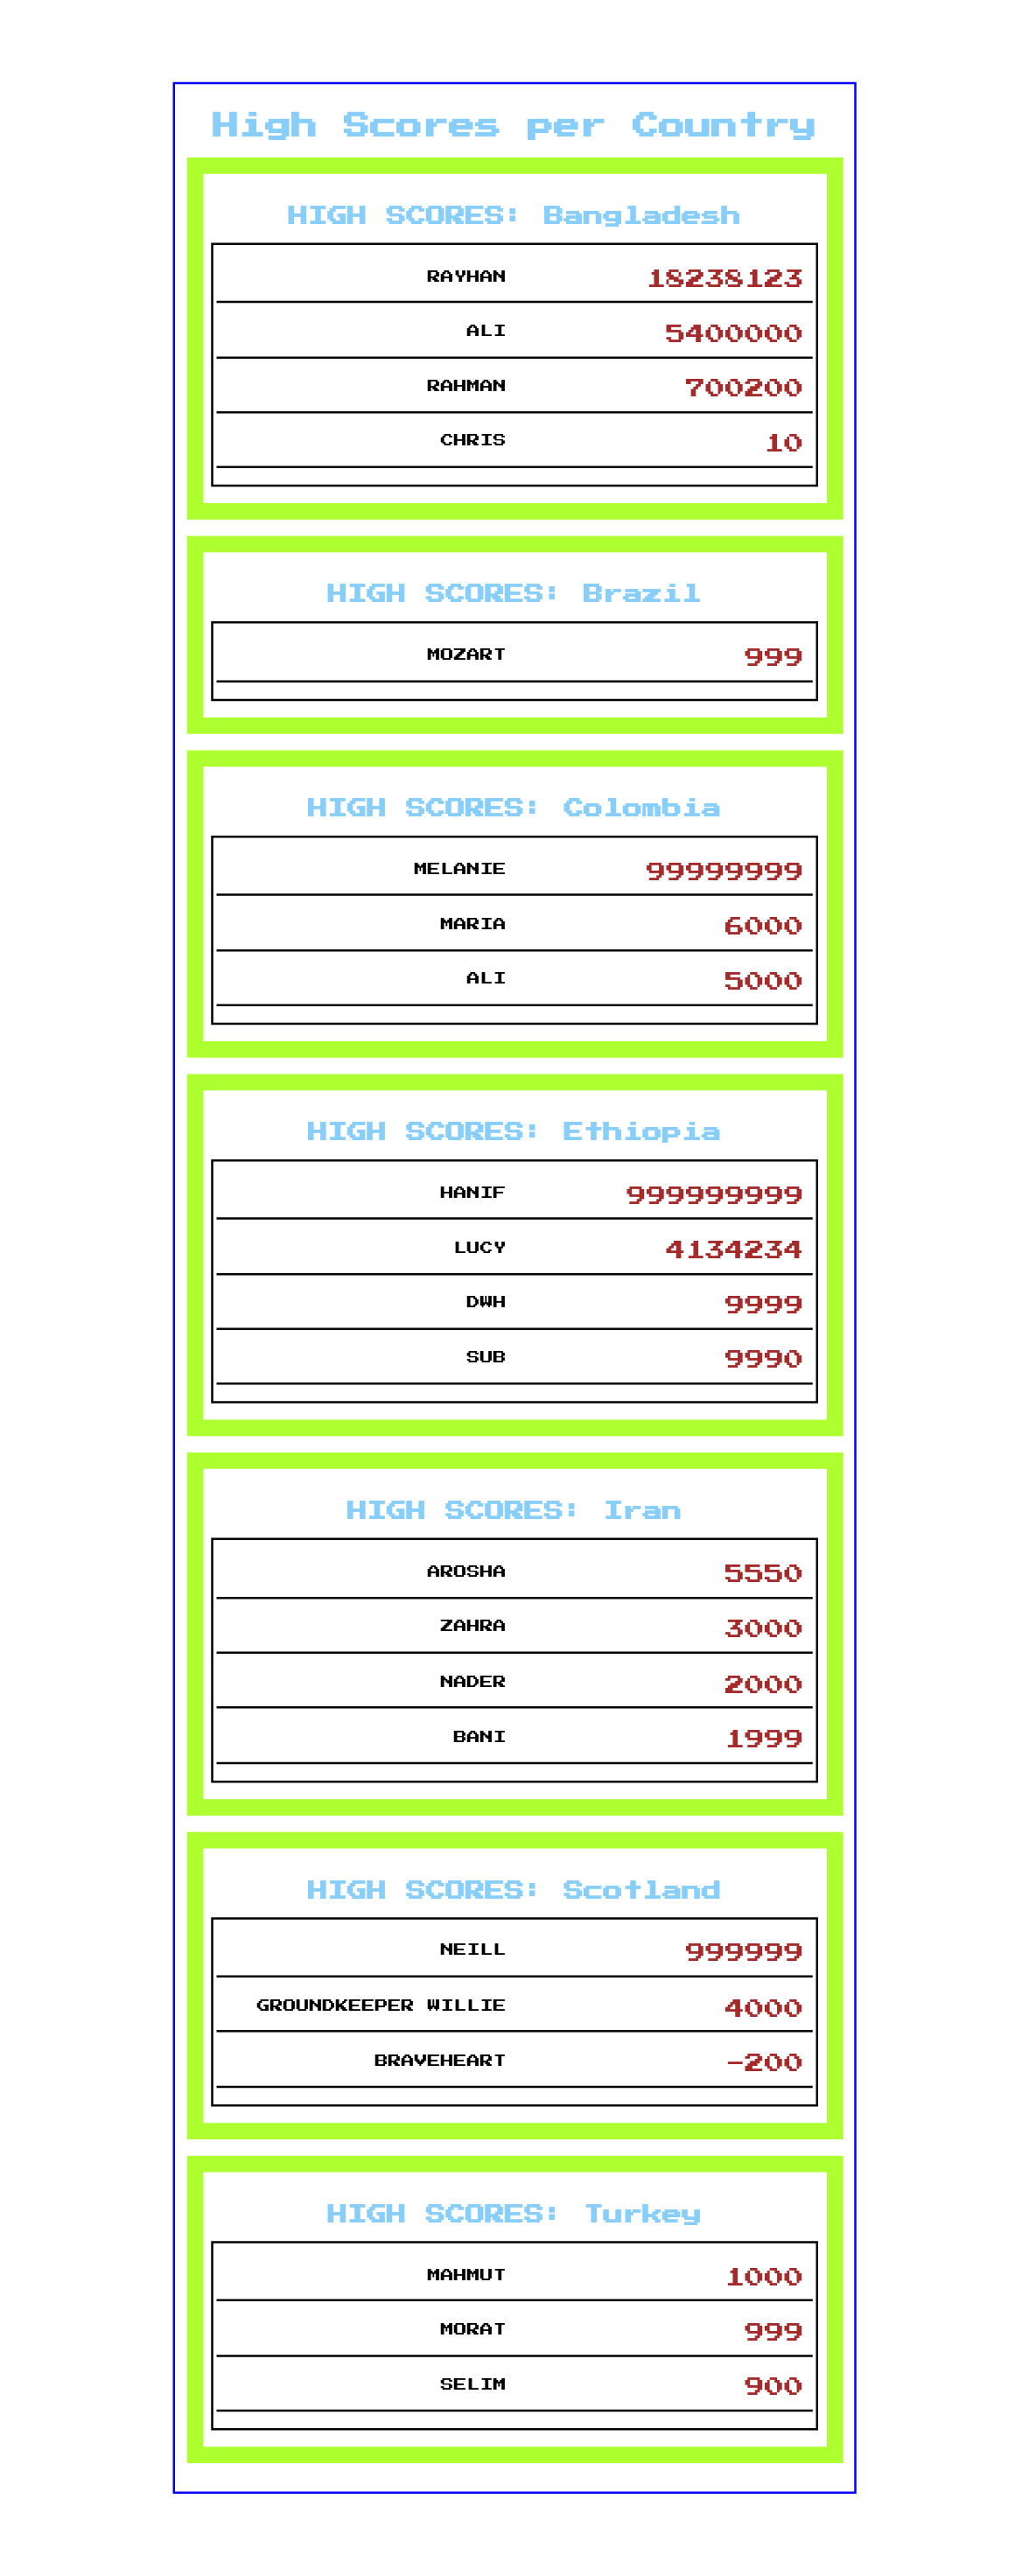 High Scores per Country
HIGH SCORES: Bangladesh
RAYHAN 18238123
ALI 5400000
RAHMAN 700200
CHRIS 10
HIGH SCORES: Brazil
MOZART 999
HIGH SCORES: Colombia
MELANIE 99999999
MARIA 6000
ALI 5000
HIGH SCORES: Ethiopia
HANIF 999999999
LUCY 4134234
DWH 9999
SUB 9990
HIGH SCORES: Iran
AROSHA 5550
ZAHRA 3000
NADER 2000
BANI 1999
HIGH SCORES: Scotland
NEILL 999999
GROUNDKEEPER WILLIE 4000
BRAVEHEART -200
HIGH SCORES: Turkey
MAHMUT 1000
MORAT 999
SELIM 900